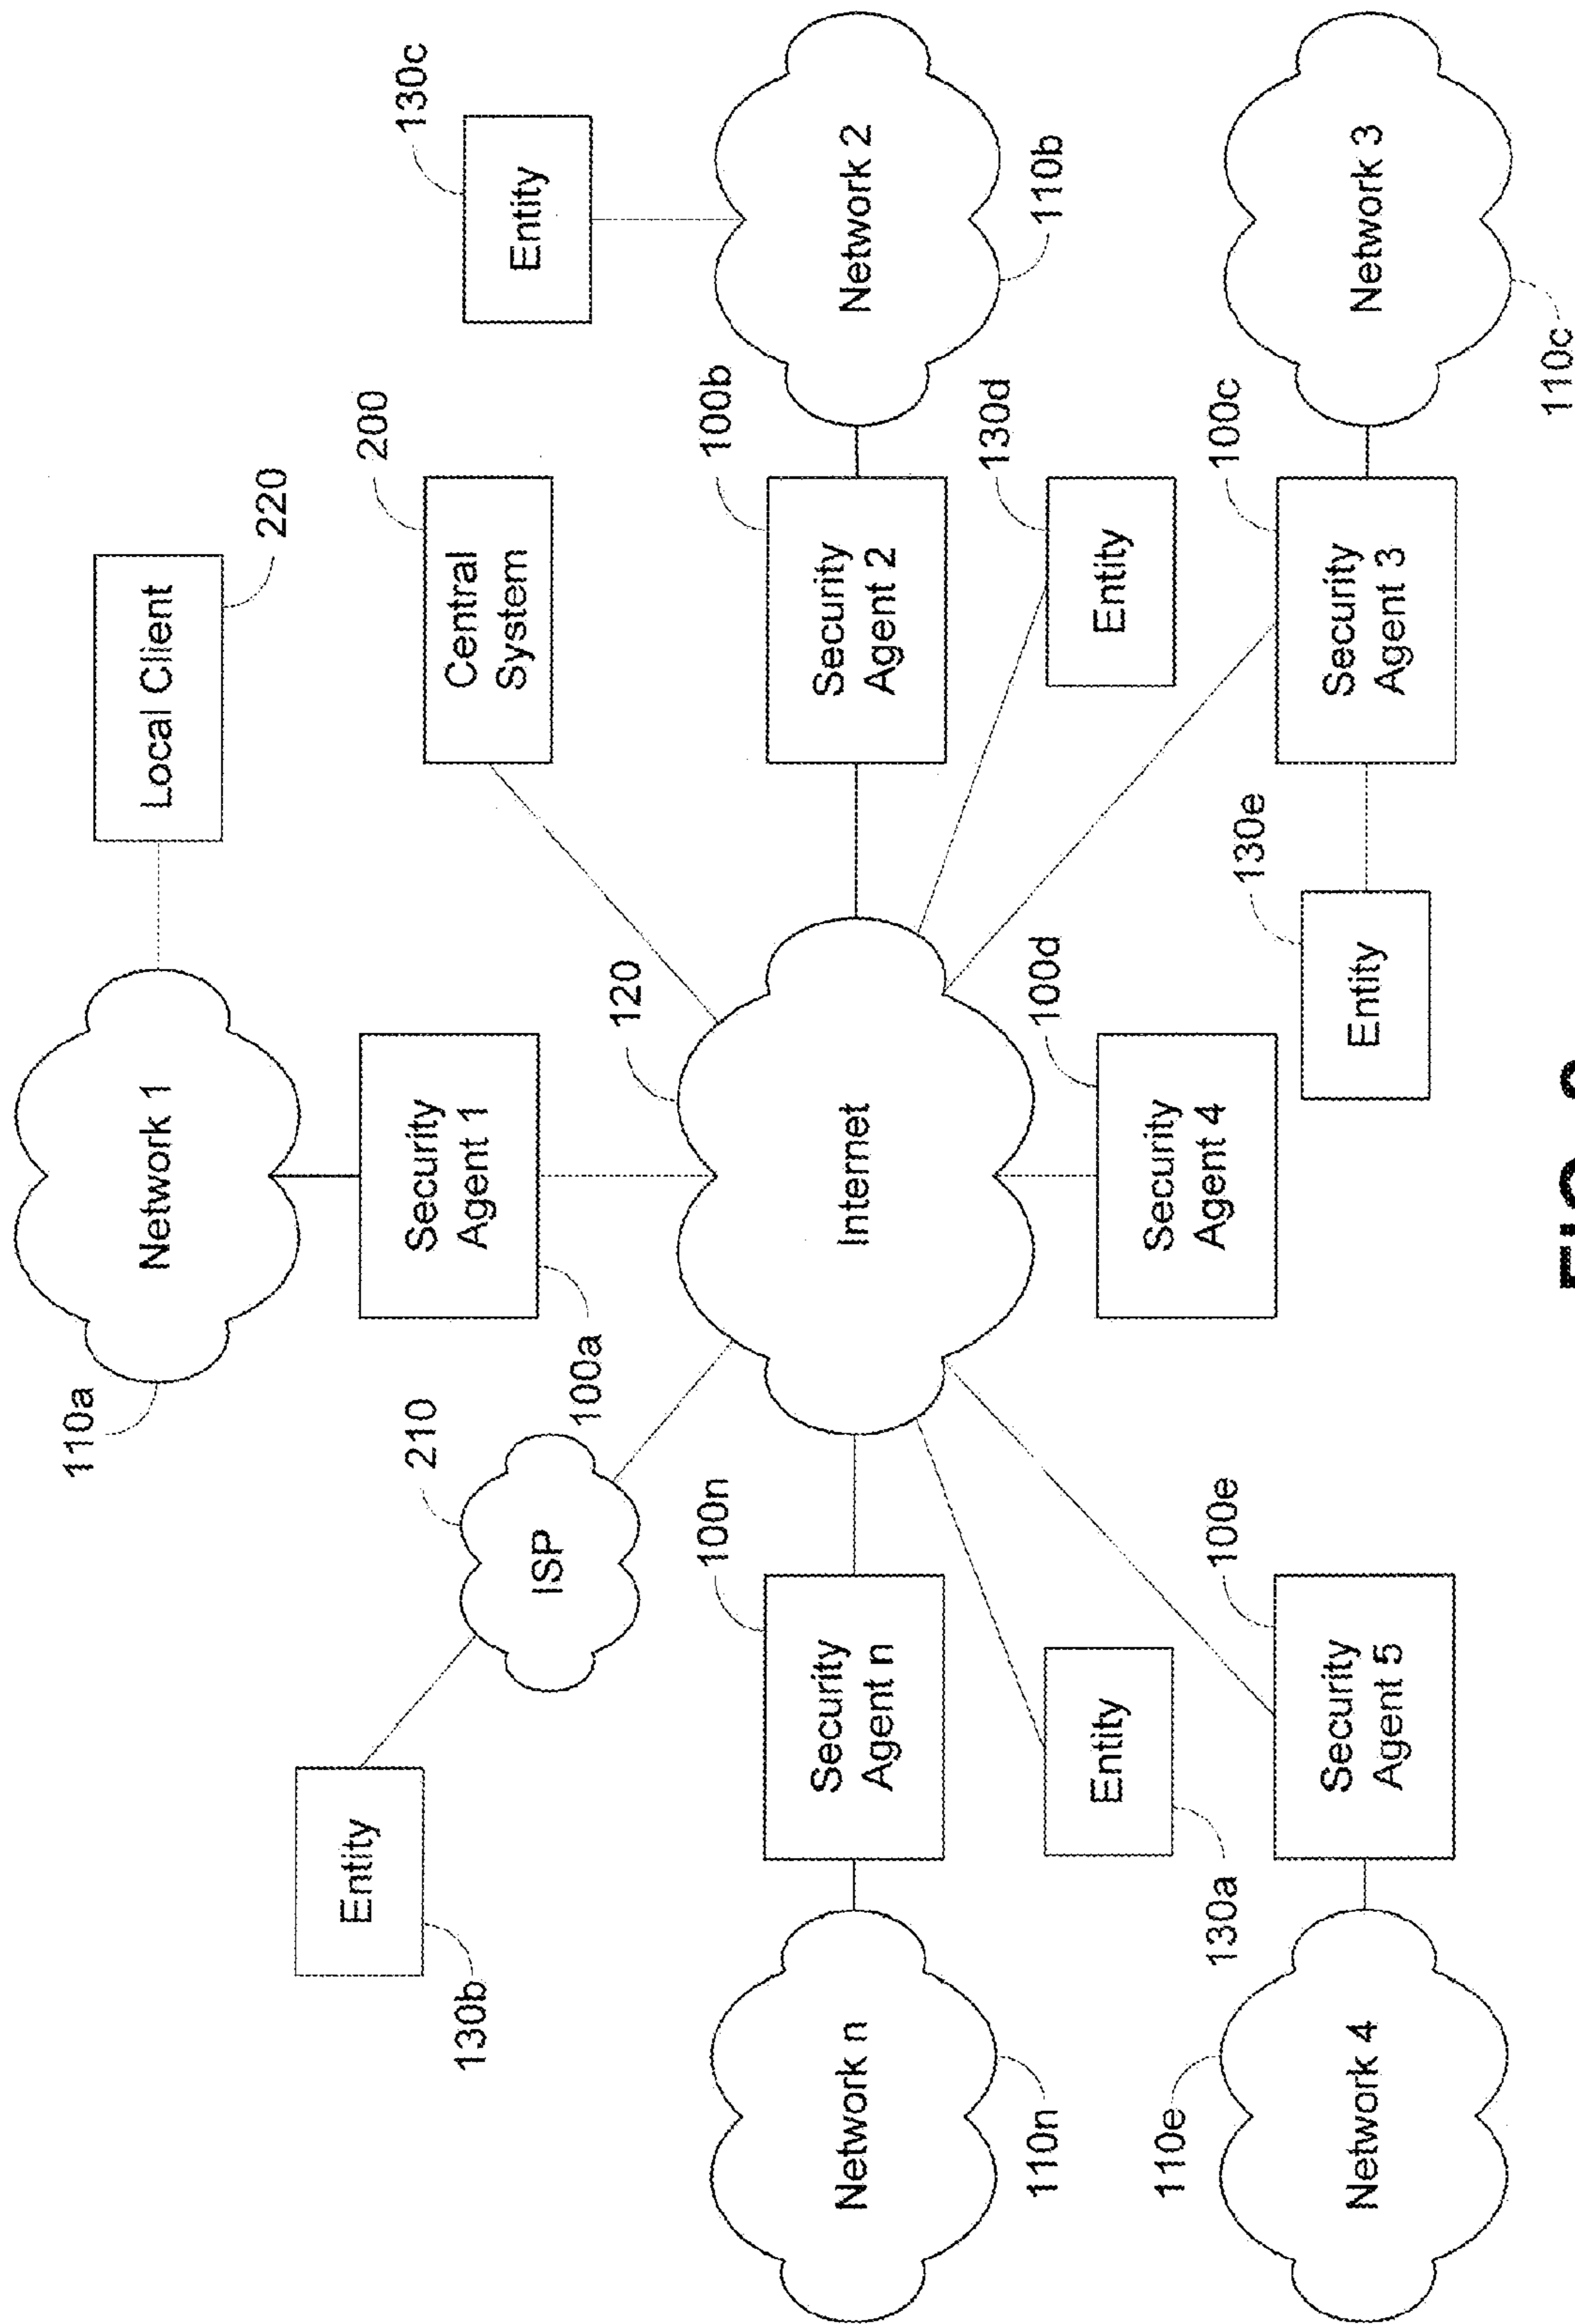 110a
Network 1
Local Client
220
Security
Agent 1
100a
Entity
130b
ISP
210
Central
System
200
Entity
130c
Network n
110n
Security
Agent n
100n
Internet
120
Security
Agent 2
100b
Network 2
110b
Entity
130a
Security
Agent 4
100d
Entity
130d
Network 4
110e
Security
Agent 5
100e
Entity
130e
Security
Agent 3
100c
Network 3
110c